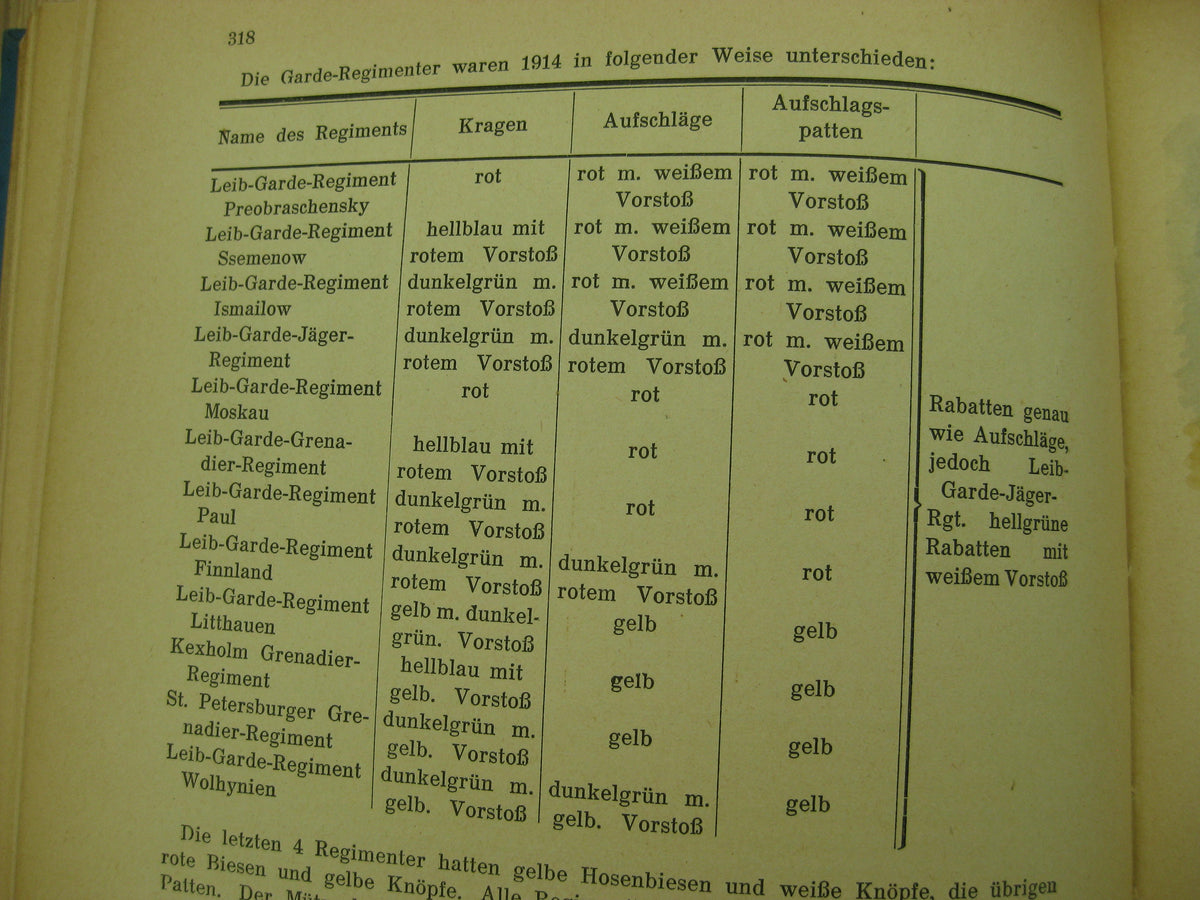 318
Die Garde-Regimenter waren 1914 in folgender Weise unterschieden:
Name des Regiments Kragen Aufschläge Aufschlags-
patten
Leib-Garde-Regiment rot rot m. weißem rot m. weißem
Preobraschensky Vorstoß Vorstoß
Leib-Garde-Regiment hellblau mit rot m. weißem rot m. weißem
Ssemenow rotem Vorstoß Vorstoß Vorstoß
Leib-Garde-Regiment dunkelgrün m. rot m. weißem rot m. weißem
Ismailow rotem Vorstoß Vorstoß Vorstoß
Leib-Garde-Jäger- dunkelgrün m. dunkelgrün m. rot m. weißem
Regiment rotem Vorstoß rotem Vorstoß Vorstoß
Leib-Garde-Regiment rot rot rot
Moskau
Leib-Garde-Grena- hellblau mit rot rot
dier-Regiment rotem Vorstoß
Leib-Garde-Regiment dunkelgrün m. rot rot
Paul rotem Vorstoß
Leib-Garde-Regiment dunkelgrün m. dunkelgrün m. rot
Finnland rotem Vorstoß rotem Vorstoß
Leib-Garde-Regiment gelb m. dunkel- gelb gelb
Litthauen grün. Vorstoß
Kexholm Grenadier- hellblau mit gelb gelb
Regiment gelb. Vorstoß
St. Petersburger Gre- dunkelgrün m. gelb gelb
nadier-Regiment gelb. Vorstoß
Leib-Garde-Regiment dunkelgrün m. dunkelgrün m. gelb
Wolhynien gelb. Vorstoß gelb. Vorstoß
Rabatten genau
wie Aufschläge,
jedoch Leib-
Garde-Jäger-
Rgt. hellgrüne
Rabatten mit
weißem Vorstoß
Die letzten 4 Regimenter hatten gelbe Hosenbiesen und weiße Knöpfe, die übrigen
rote Biesen und gelbe Knöpfe. Alle
Patten. Der